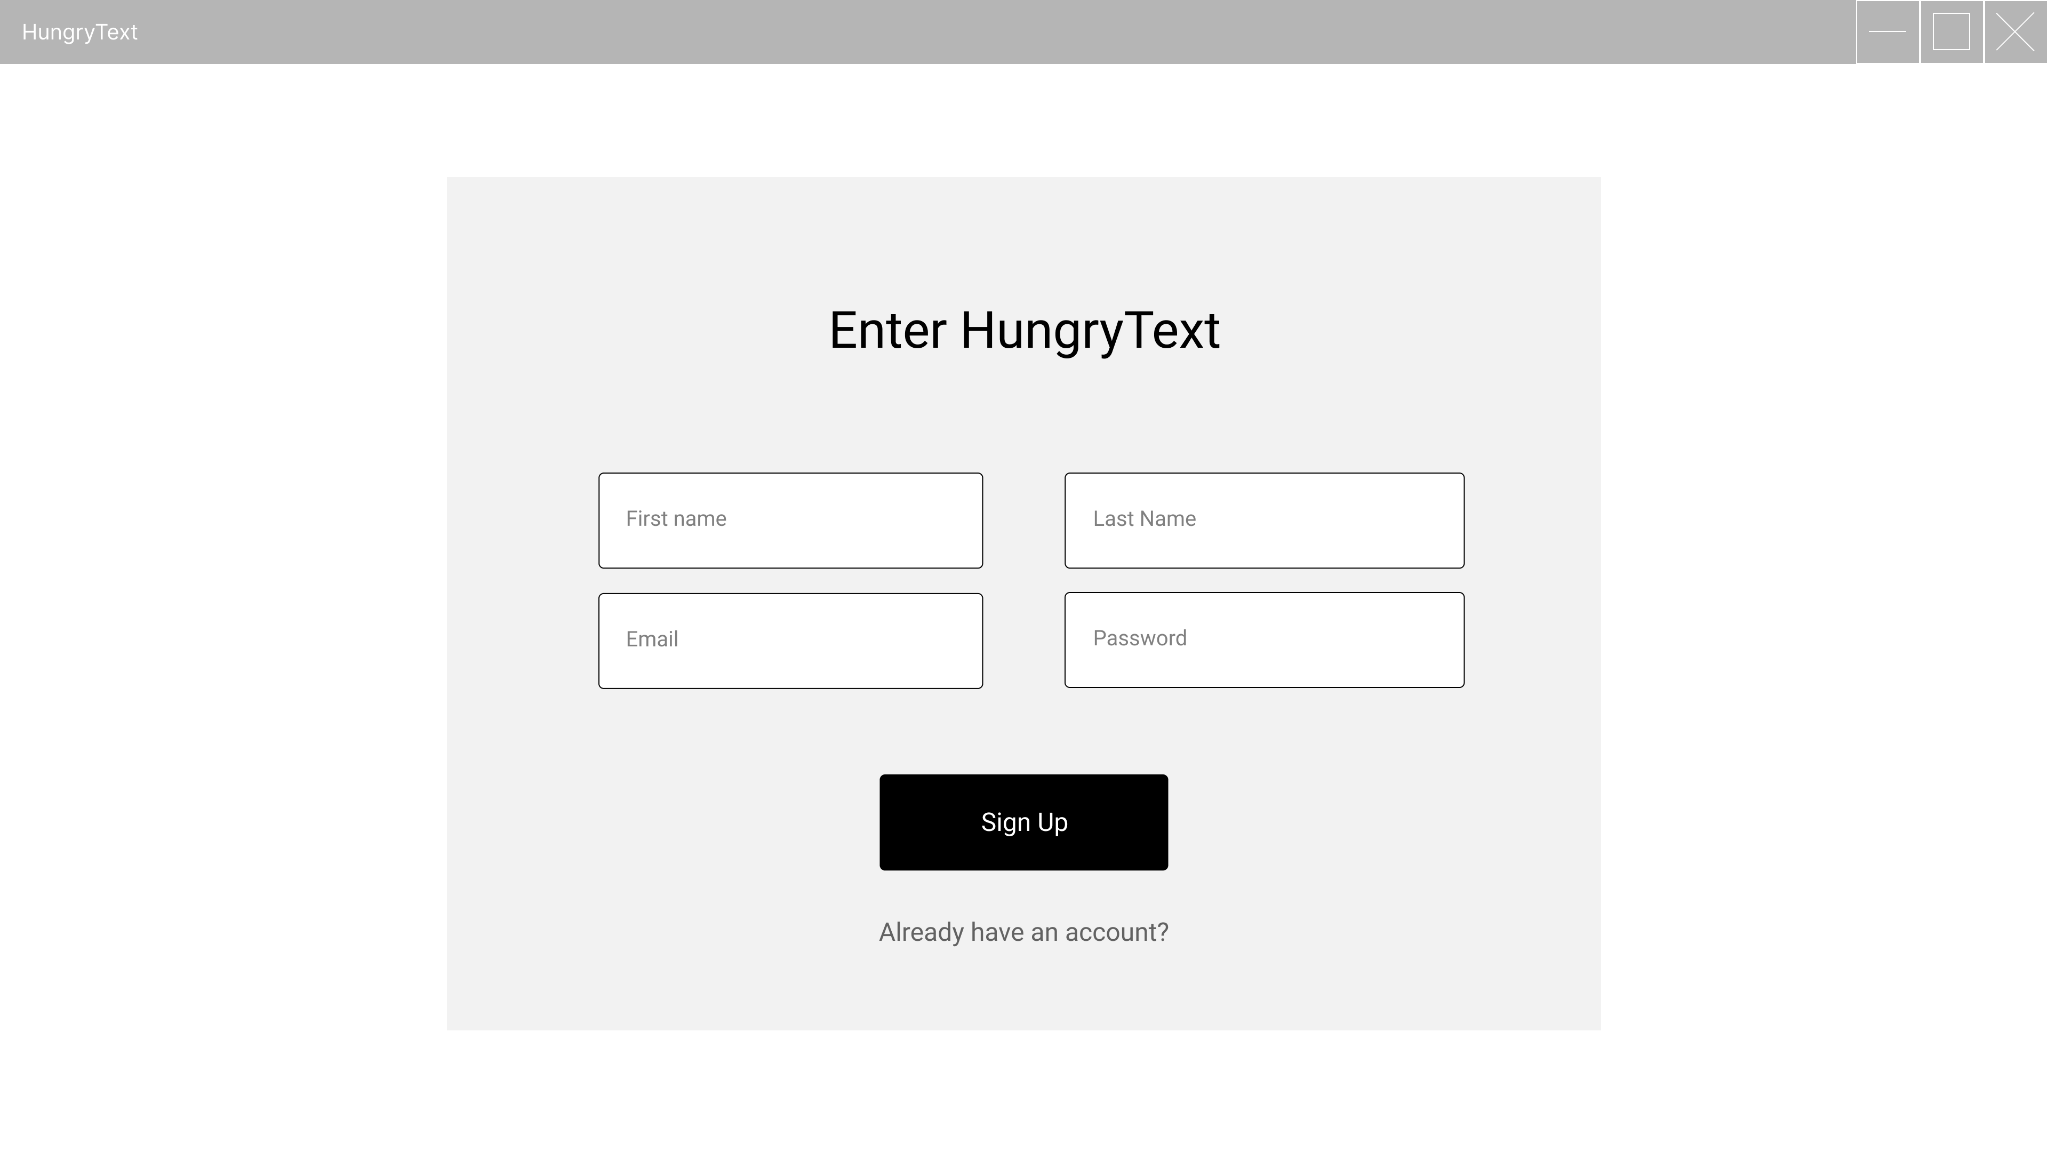 HungryText
Enter HungryText
First name
Last Name
Email
Password
Sign Up
Already have an account?